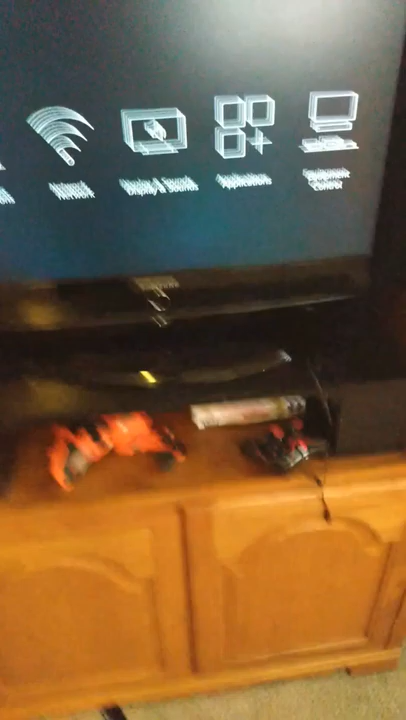 Network
Display & Sounds
Applications
Equipment
Control